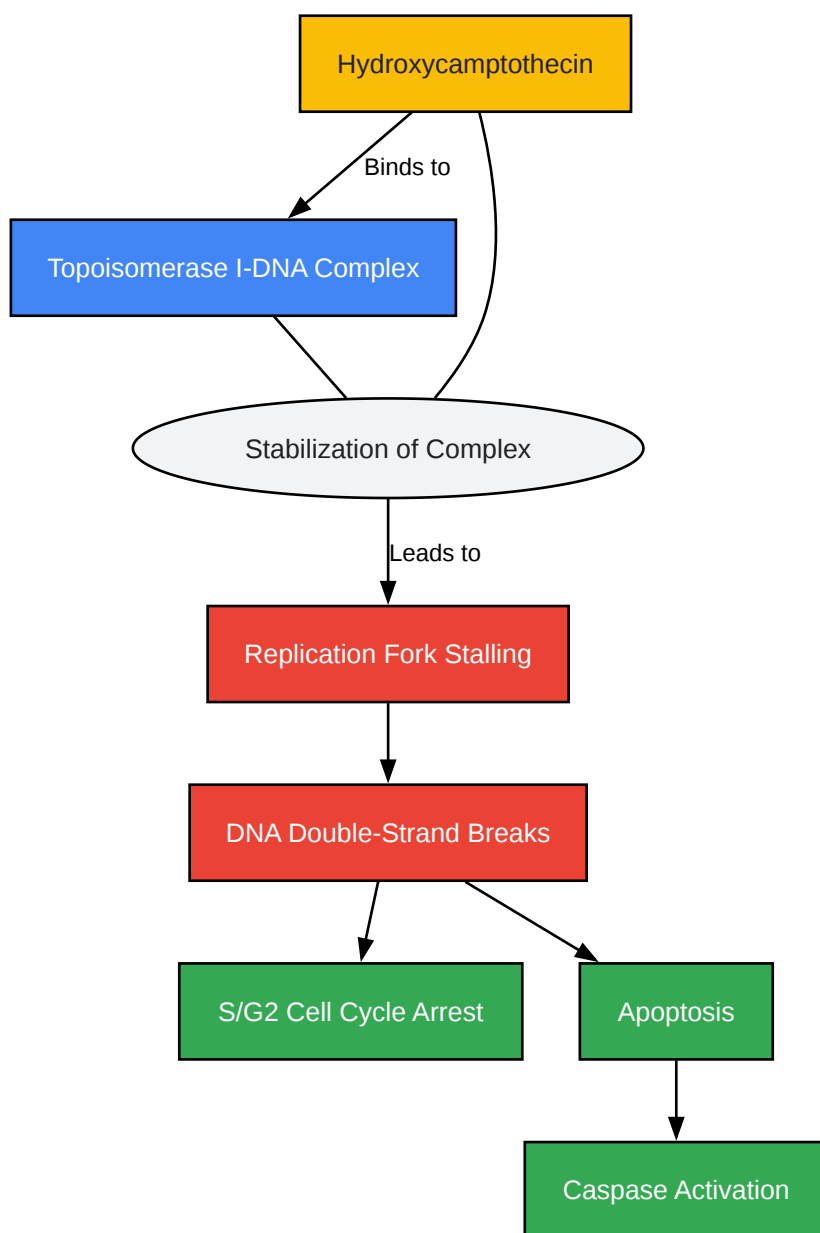 Hydroxycamptothecin
Binds to
Topoisomerase I-DNA Complex
Stabilization of Complex
Leads to
Replication Fork Stalling
DNA Double-Strand Breaks
S/G2 Cell Cycle Arrest
Apoptosis
Caspase Activation